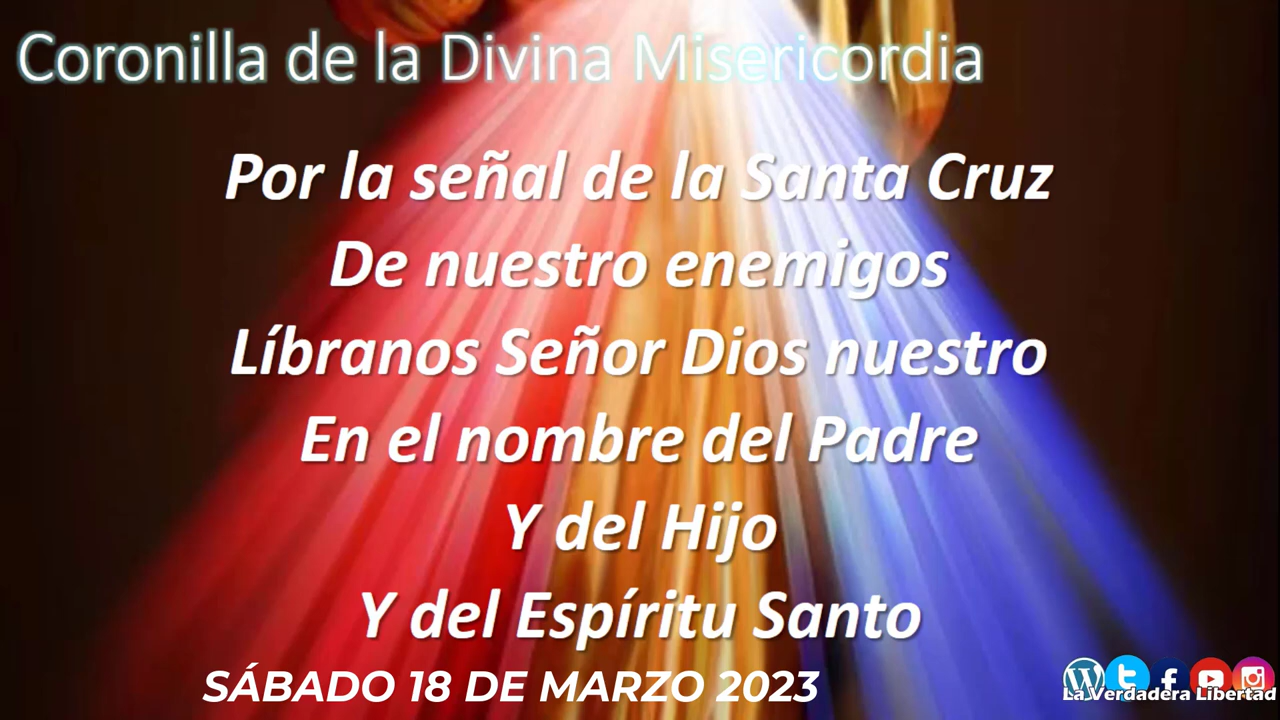 Coronilla de la Divina Misericordia
Por la señal de la Santa Cruz
De nuestro enemigos
Líbranos Señor Dios nuestro
En el nombre del Padre
Y del Hijo
Y del Espíritu Santo
SÁBADO 18 DE MARZO 2023
La Verdadera Libertad